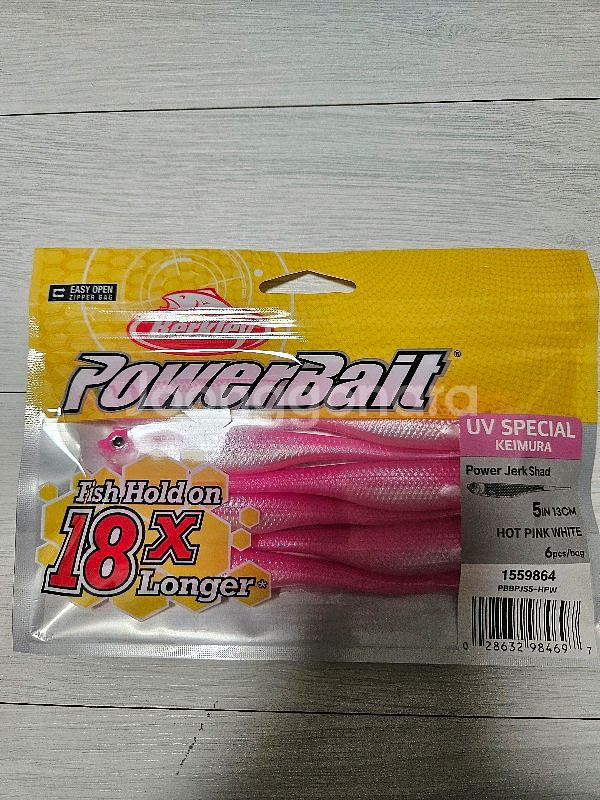 EASY OPEN
ZIPPER BAG
Berkley
PowerBait®
UV SPECIAL
KEIMURA
Power Jerk Shad
5IN 13CM
HOT PINK WHITE
6pcs/bag
1559864
PBBPJS5-HPW
0 28632 98469 7
Fish Hold on
18X
Longer*